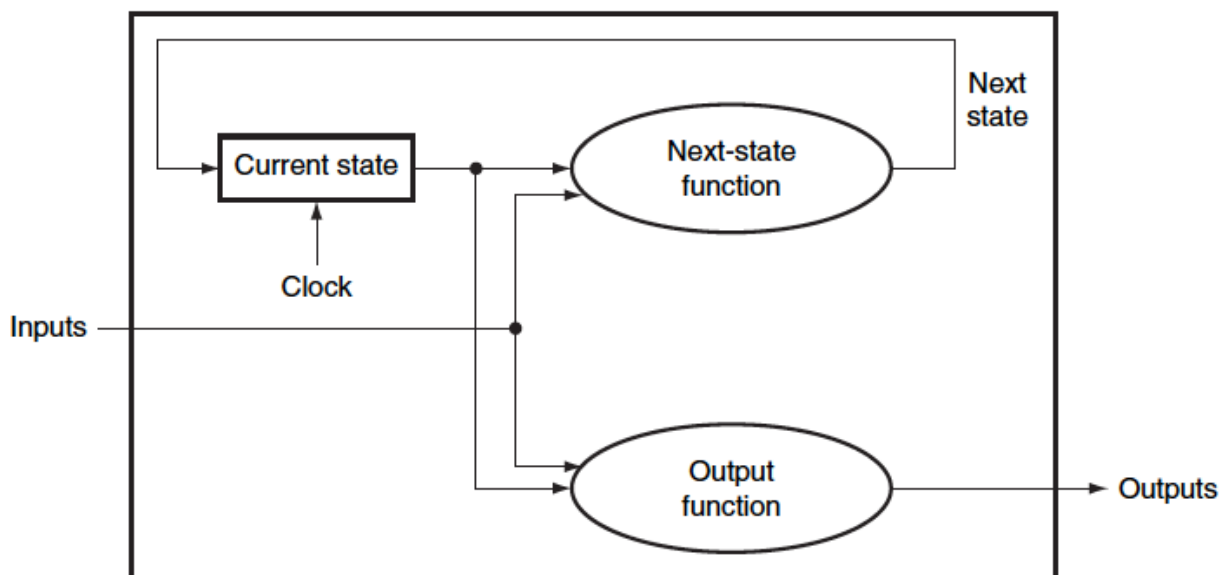 Next
state
Next-state
function
Current state
Clock
Inputs
Output
function
Outputs